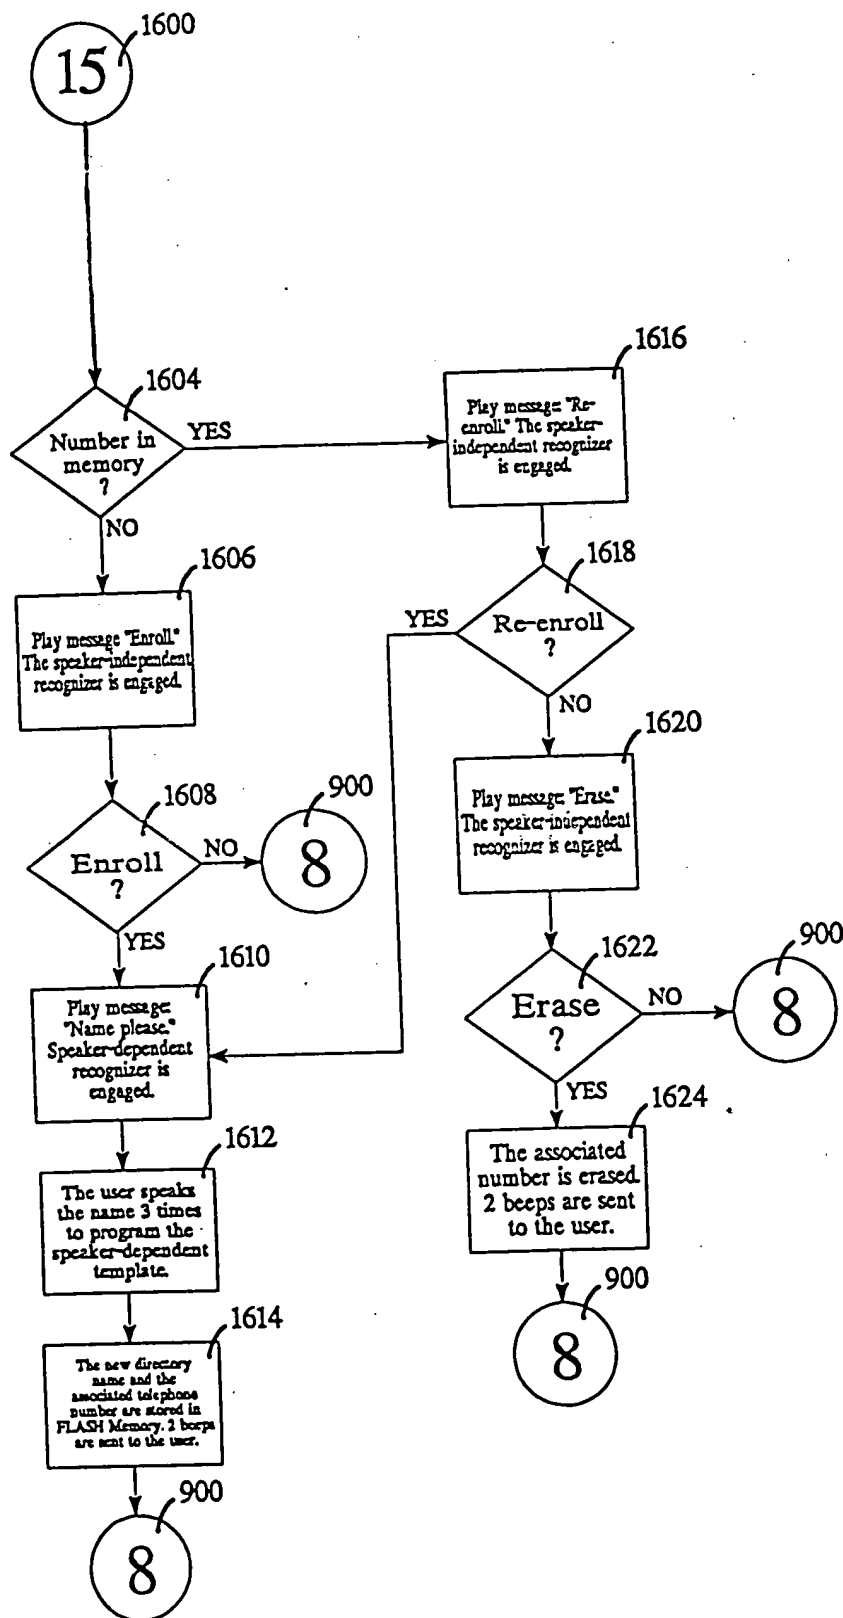 1600
15
1604
Number in
memory
?
YES
NO
1616
Play message: "Re-
enroll." The speaker-
independent recognizer
is engaged.
1606
Play message "Enroll."
The speaker-independent
recognizer is engaged.
1618
Re-enroll
?
YES
NO
1608
Enroll
?
NO
YES
900
8
1620
Play message "Erase."
The speaker-independent
recognizer is engaged.
1610
Play message:
"Name please."
Speaker-dependent
recognizer is
engaged.
1622
Erase
?
NO
YES
900
8
1612
The user speaks
the name 3 times
to program the
speaker-dependent
template.
1624
The associated
number is erased.
2 beeps are sent
to the user.
900
8
1614
The new directory
name and the
associated telephone
number are stored in
FLASH Memory. 2 beeps
are sent to the user.
900
8